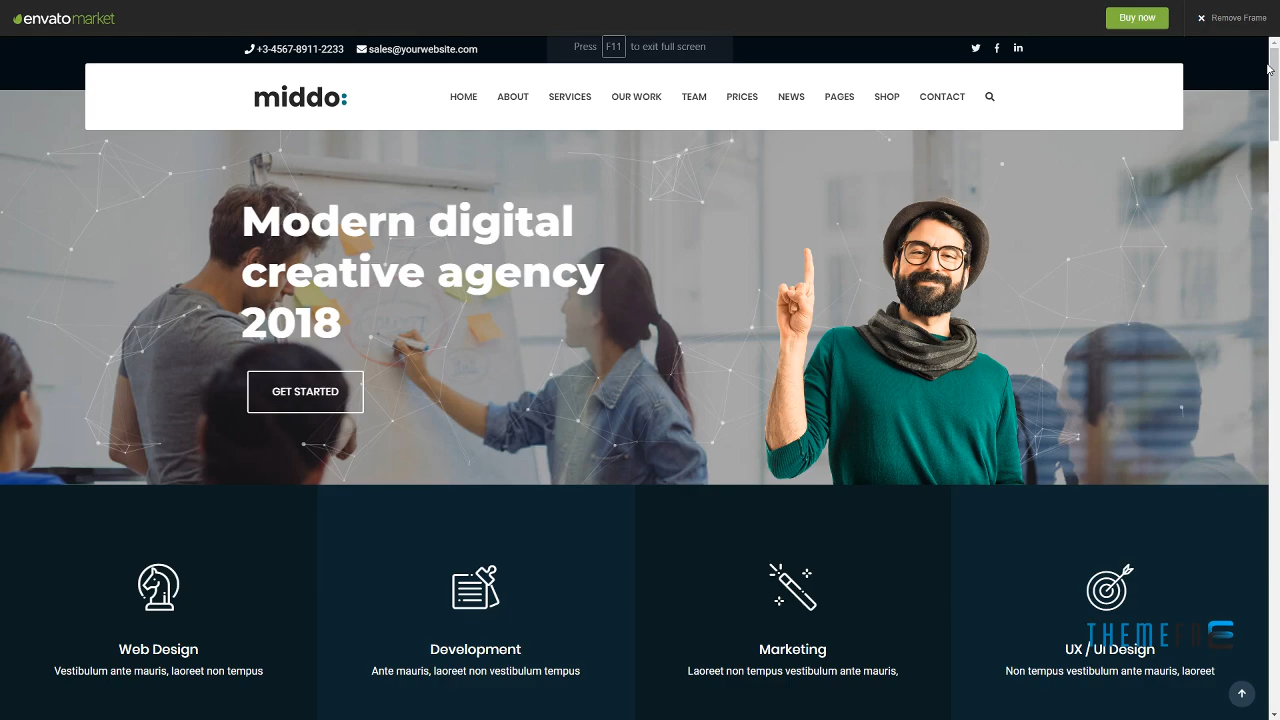 envatomarket
Buy now
Remove Frame
+3-4567-8911-2233
sales@yourwebsite.com
Press F11 to exit full screen
middo:
HOME
ABOUT
SERVICES
OUR WORK
TEAM
PRICES
NEWS
PAGES
SHOP
CONTACT
Modern digital
creative agency
2018
GET STARTED
Web Design
Vestibulum ante mauris, laoreet non tempus
Development
Ante mauris, laoreet non vestibulum tempus
Marketing
Laoreet non tempus vestibulum ante mauris,
UX / UI Design
Non tempus vestibulum ante mauris, laoreet